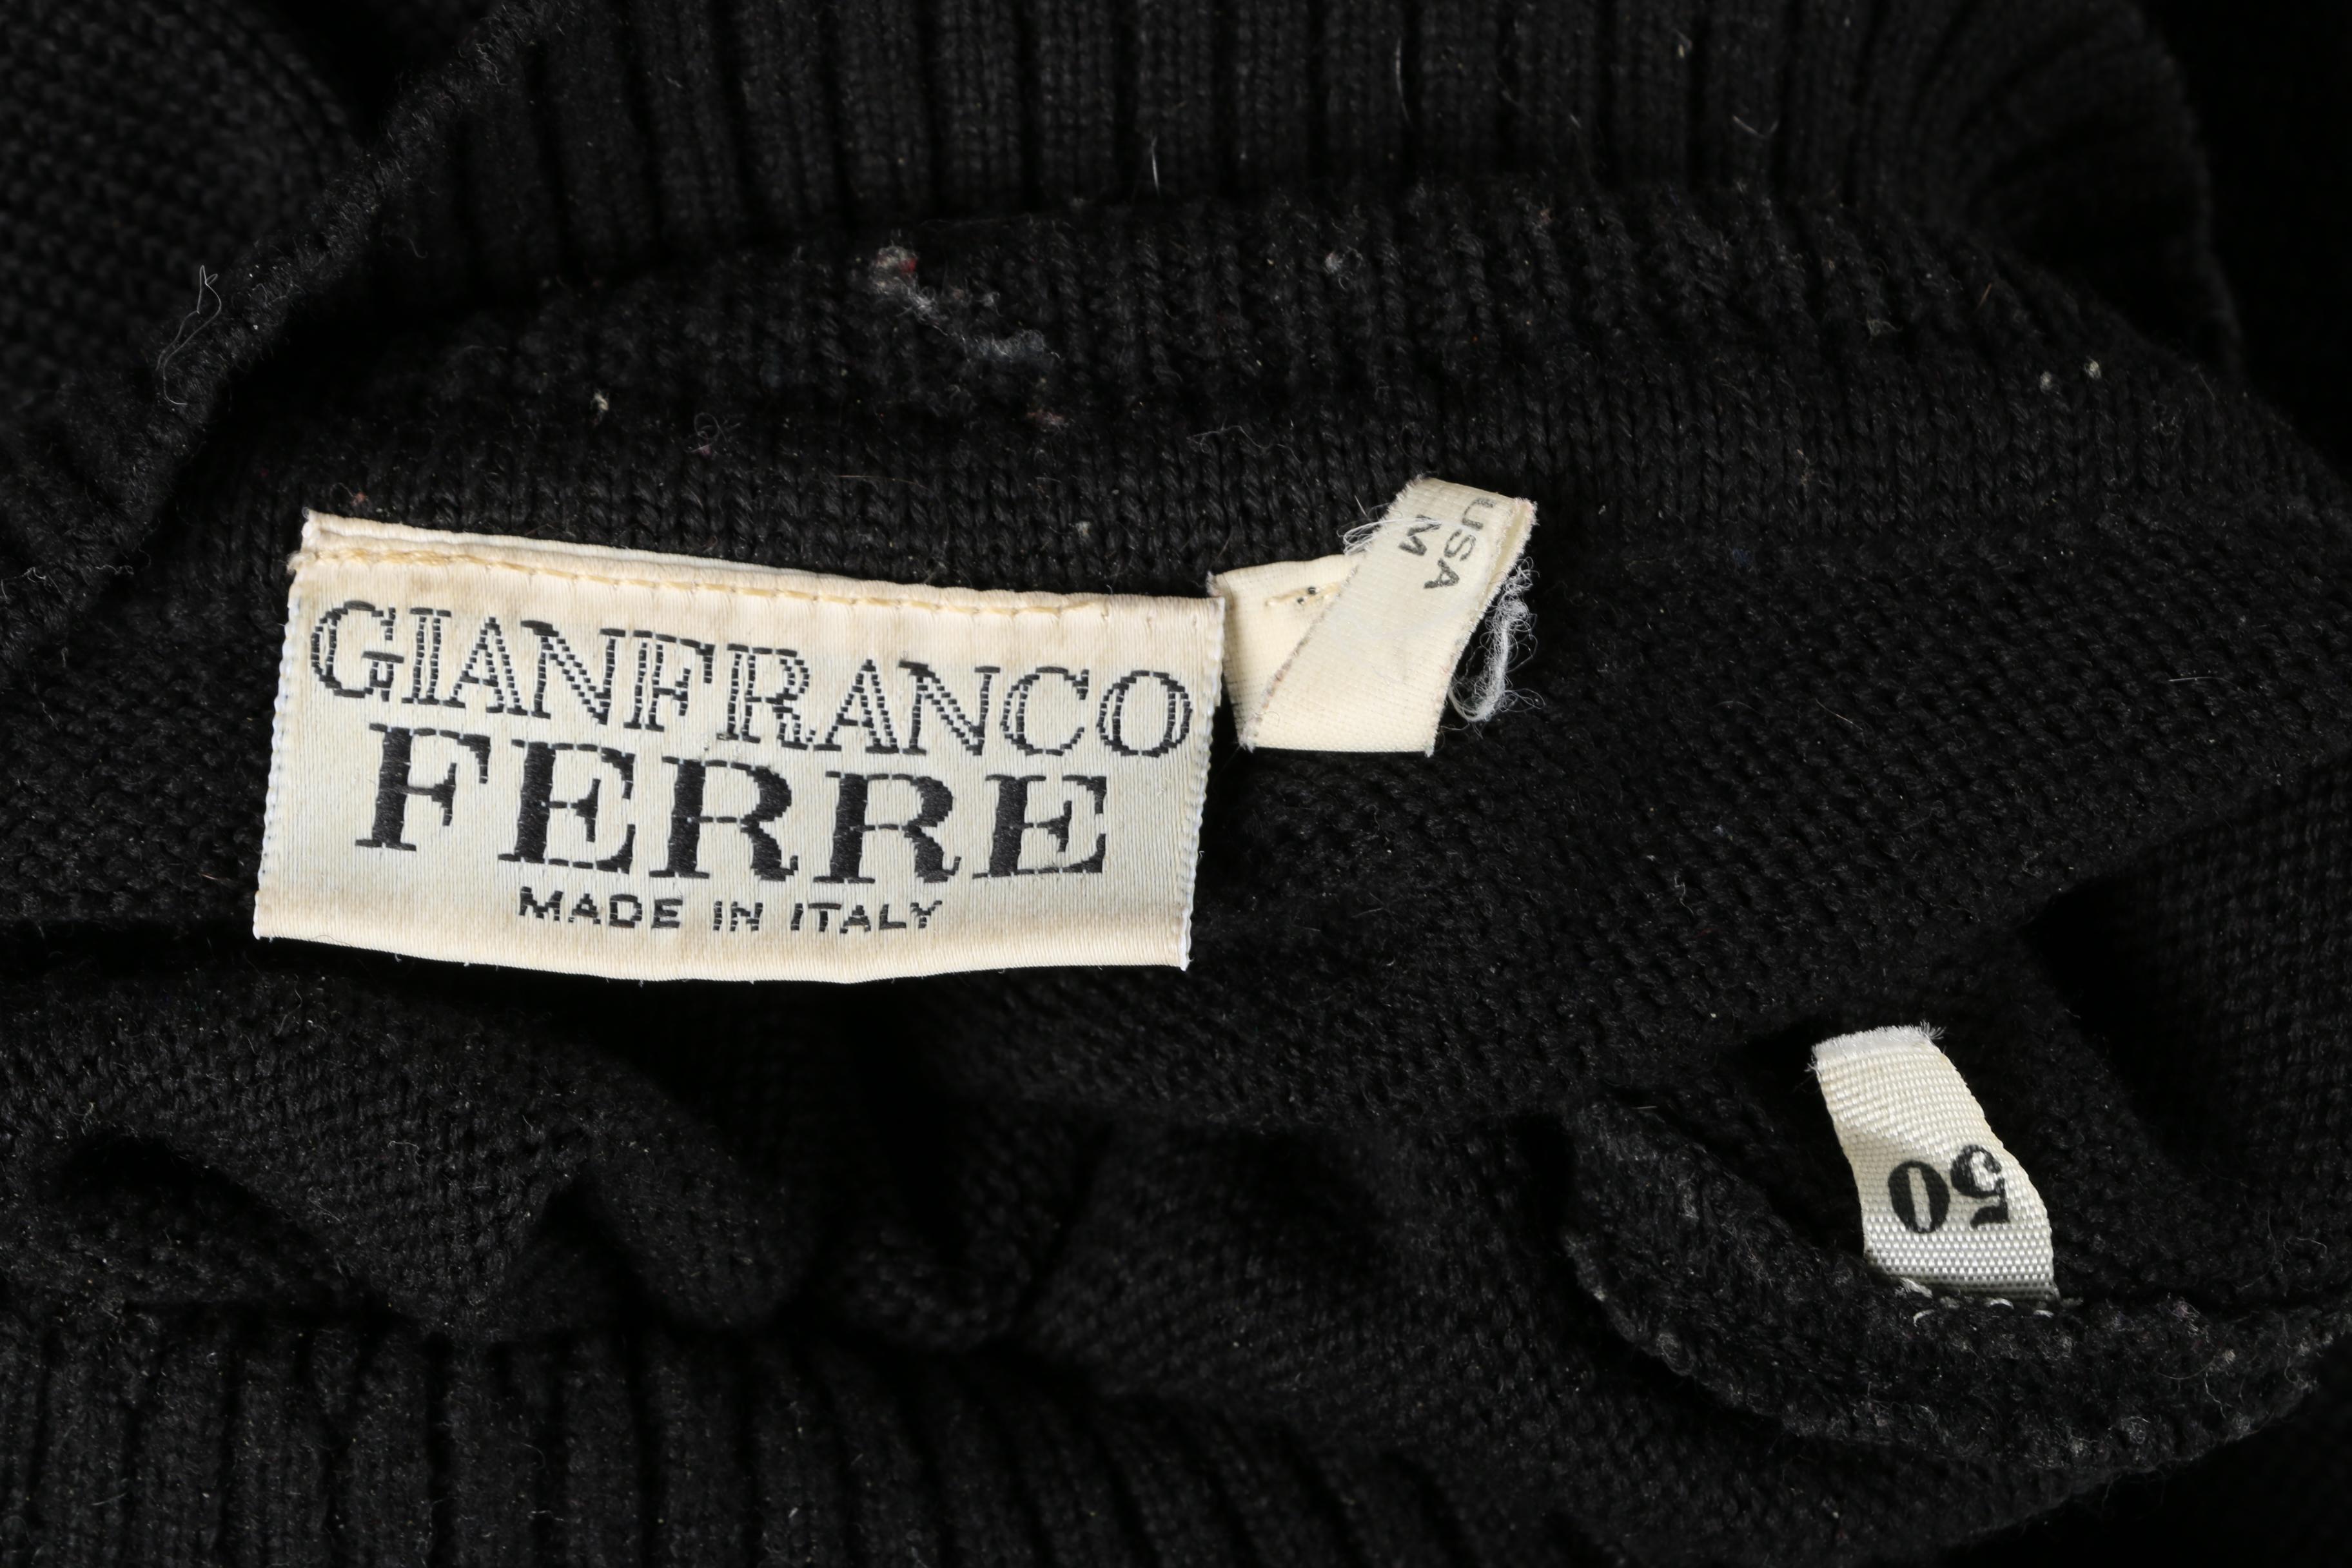 GIANFRANCO
FERRE
MADE IN ITALY
USA
M
50